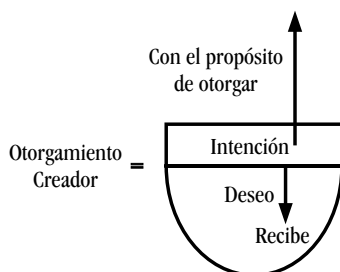 Con el propósito
de otorgar
Otorgamiento
Creador
=
Intención
Deseo
Recibe